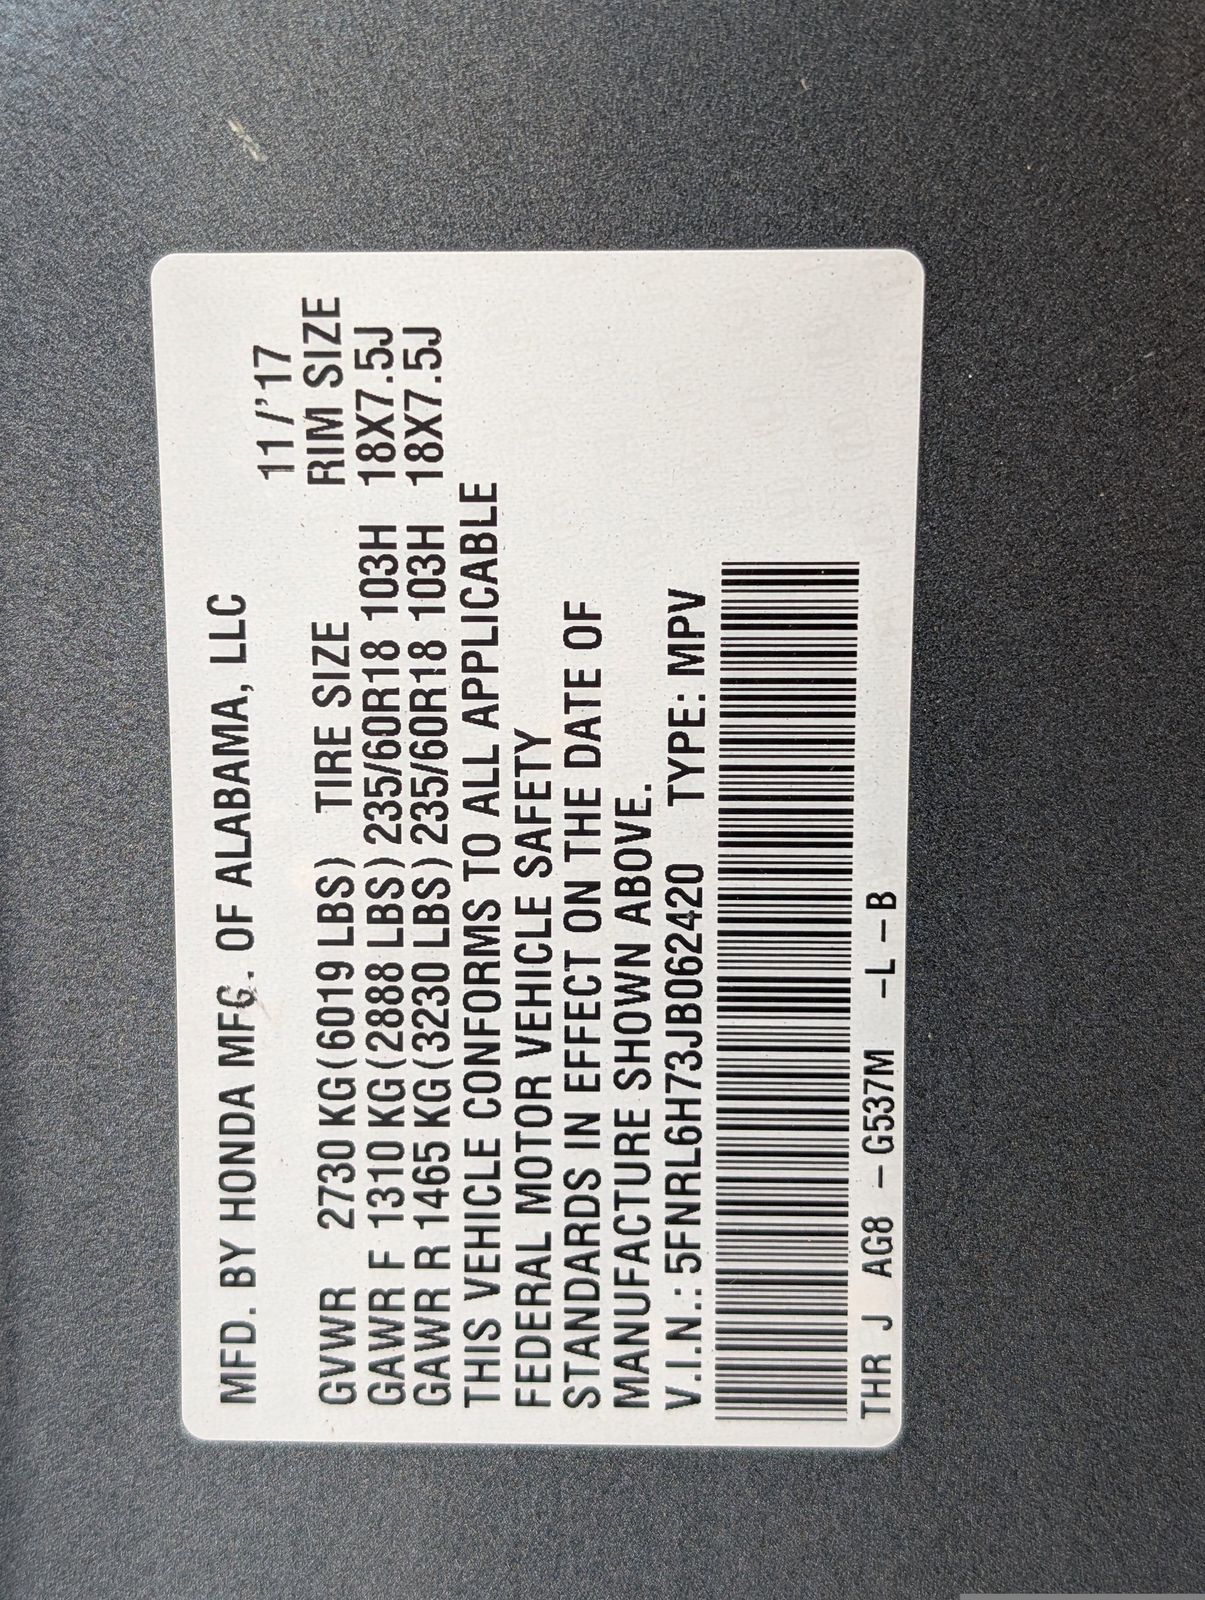 MFD. BY HONDA MFG. OF ALABAMA, LLC
11/'17
GVWR 2730 KG(6019 LBS) TIRE SIZE RIM SIZE
GAWR F 1310 KG(2888 LBS) 235/60R18 103H 18X7.5J
GAWR R 1465 KG(3230 LBS) 235/60R18 103H 18X7.5J
THIS VEHICLE CONFORMS TO ALL APPLICABLE
FEDERAL MOTOR VEHICLE SAFETY
STANDARDS IN EFFECT ON THE DATE OF
MANUFACTURE SHOWN ABOVE.
V.I.N.: 5FNRL6H73JB062420 TYPE: MPV
THR J AG8 -G537M -L-B